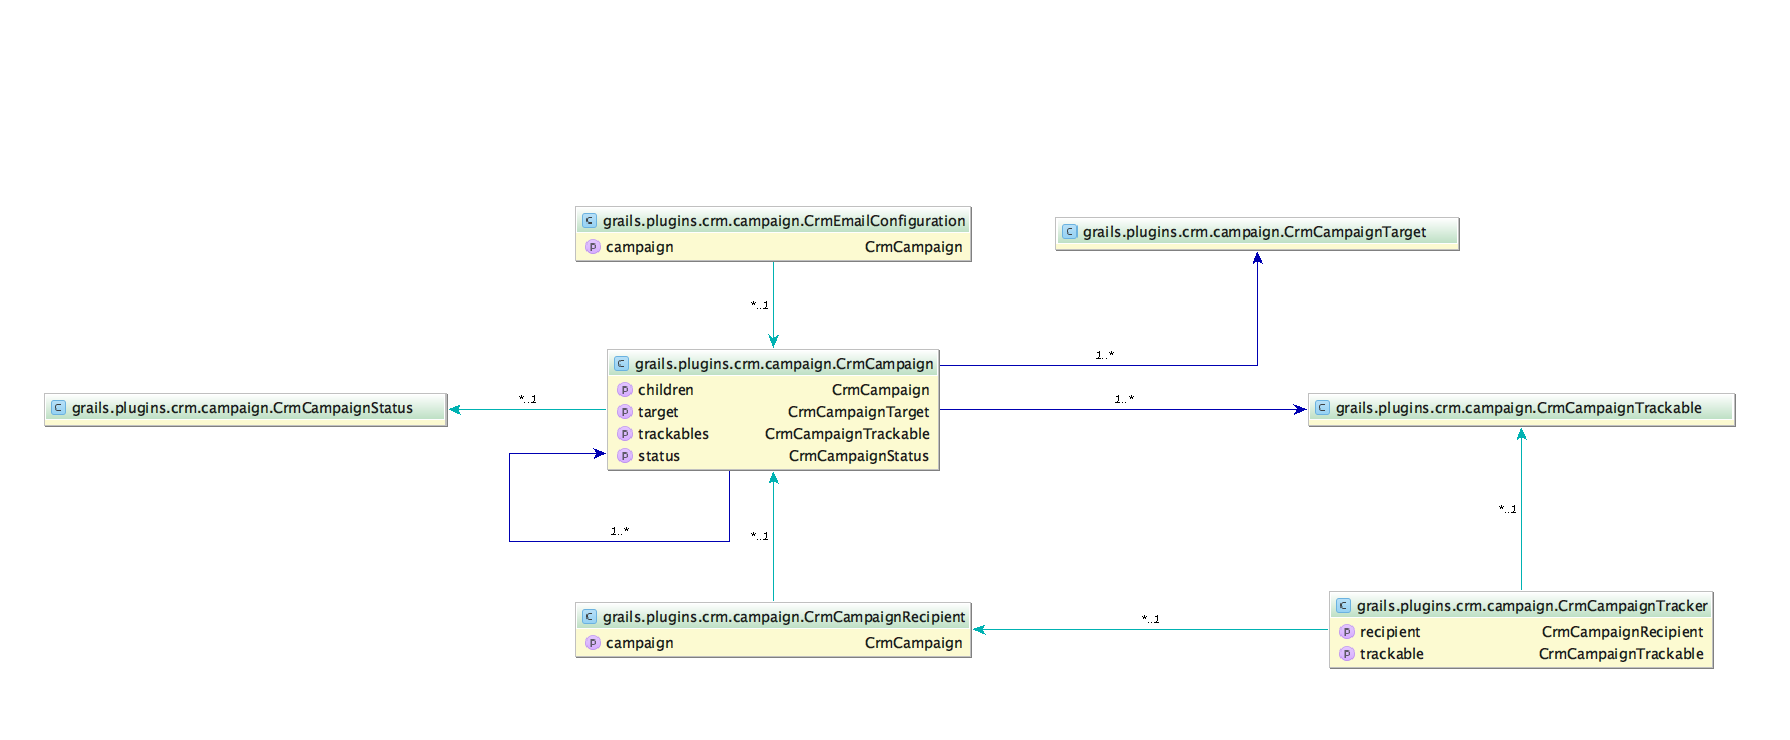 C grails.plugins.crm.campaign.CrmEmailConfiguration
p campaign CrmCampaign
C grails.plugins.crm.campaign.CrmCampaignTarget
*..1
1..*
C grails.plugins.crm.campaign.CrmCampaign
p children CrmCampaign
p target CrmCampaignTarget
p trackables CrmCampaignTrackable
p status CrmCampaignStatus
*..1
C grails.plugins.crm.campaign.CrmCampaignStatus
1..*
C grails.plugins.crm.campaign.CrmCampaignTrackable
1..*
*..1
*..1
C grails.plugins.crm.campaign.CrmCampaignRecipient
p campaign CrmCampaign
*..1
C grails.plugins.crm.campaign.CrmCampaignTracker
p recipient CrmCampaignRecipient
p trackable CrmCampaignTrackable